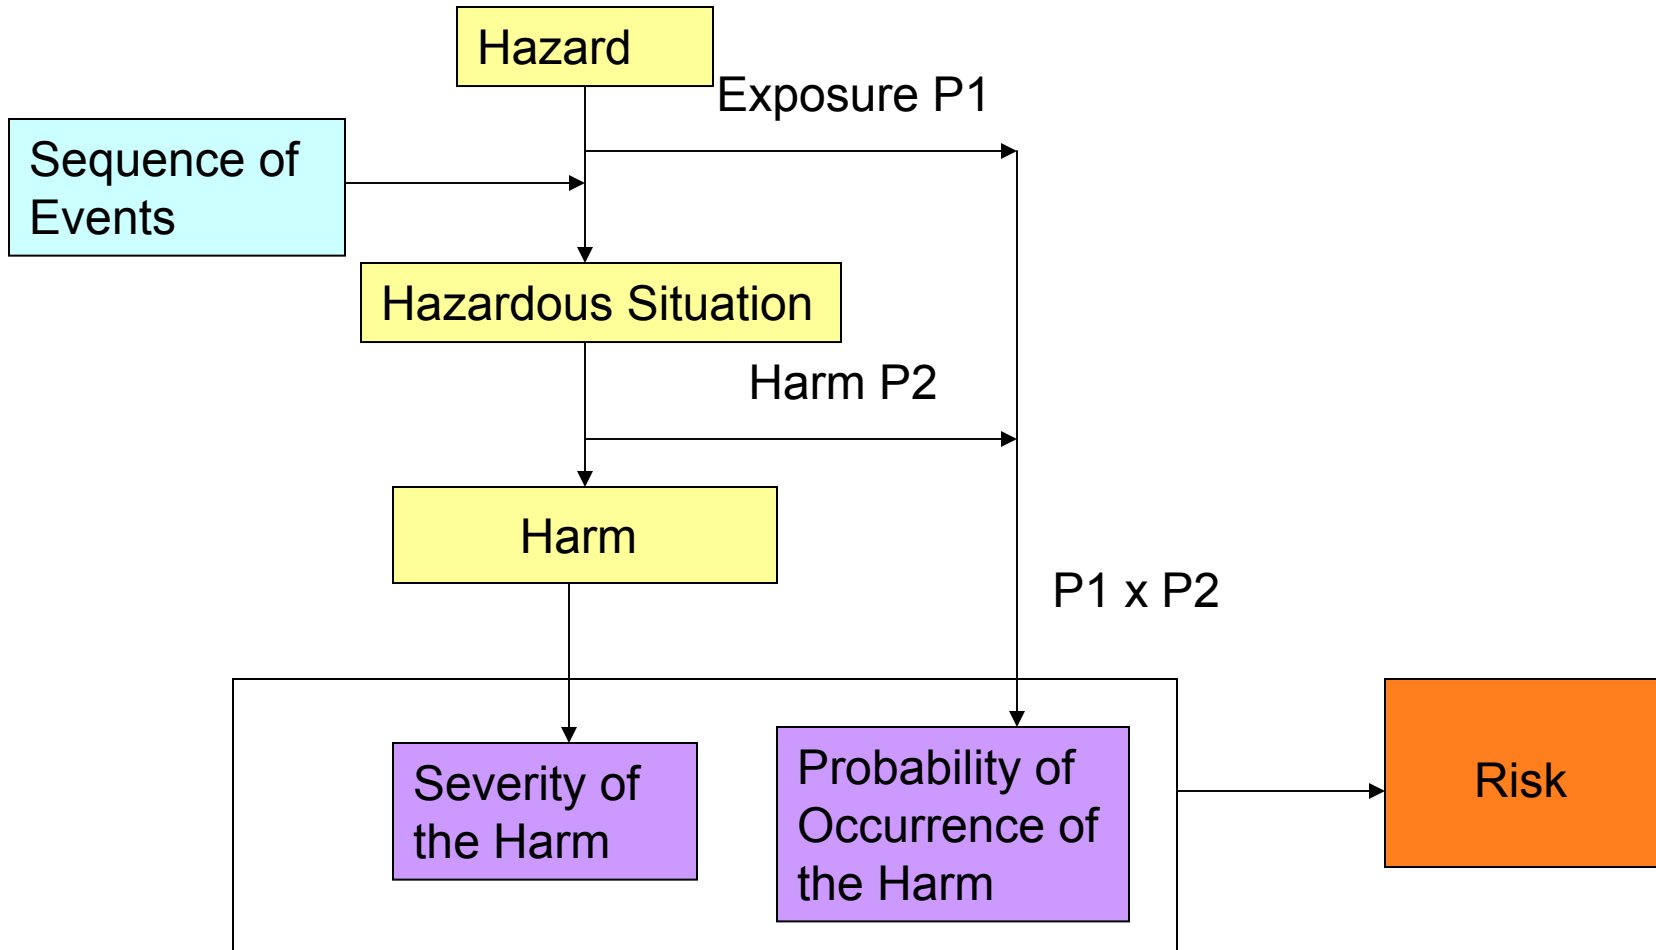 Hazard
Exposure P1
Sequence of
Events
Hazardous Situation
Harm P2
Harm
P1 x P2
Severity of
the Harm
Probability of
Occurrence of
the Harm
Risk